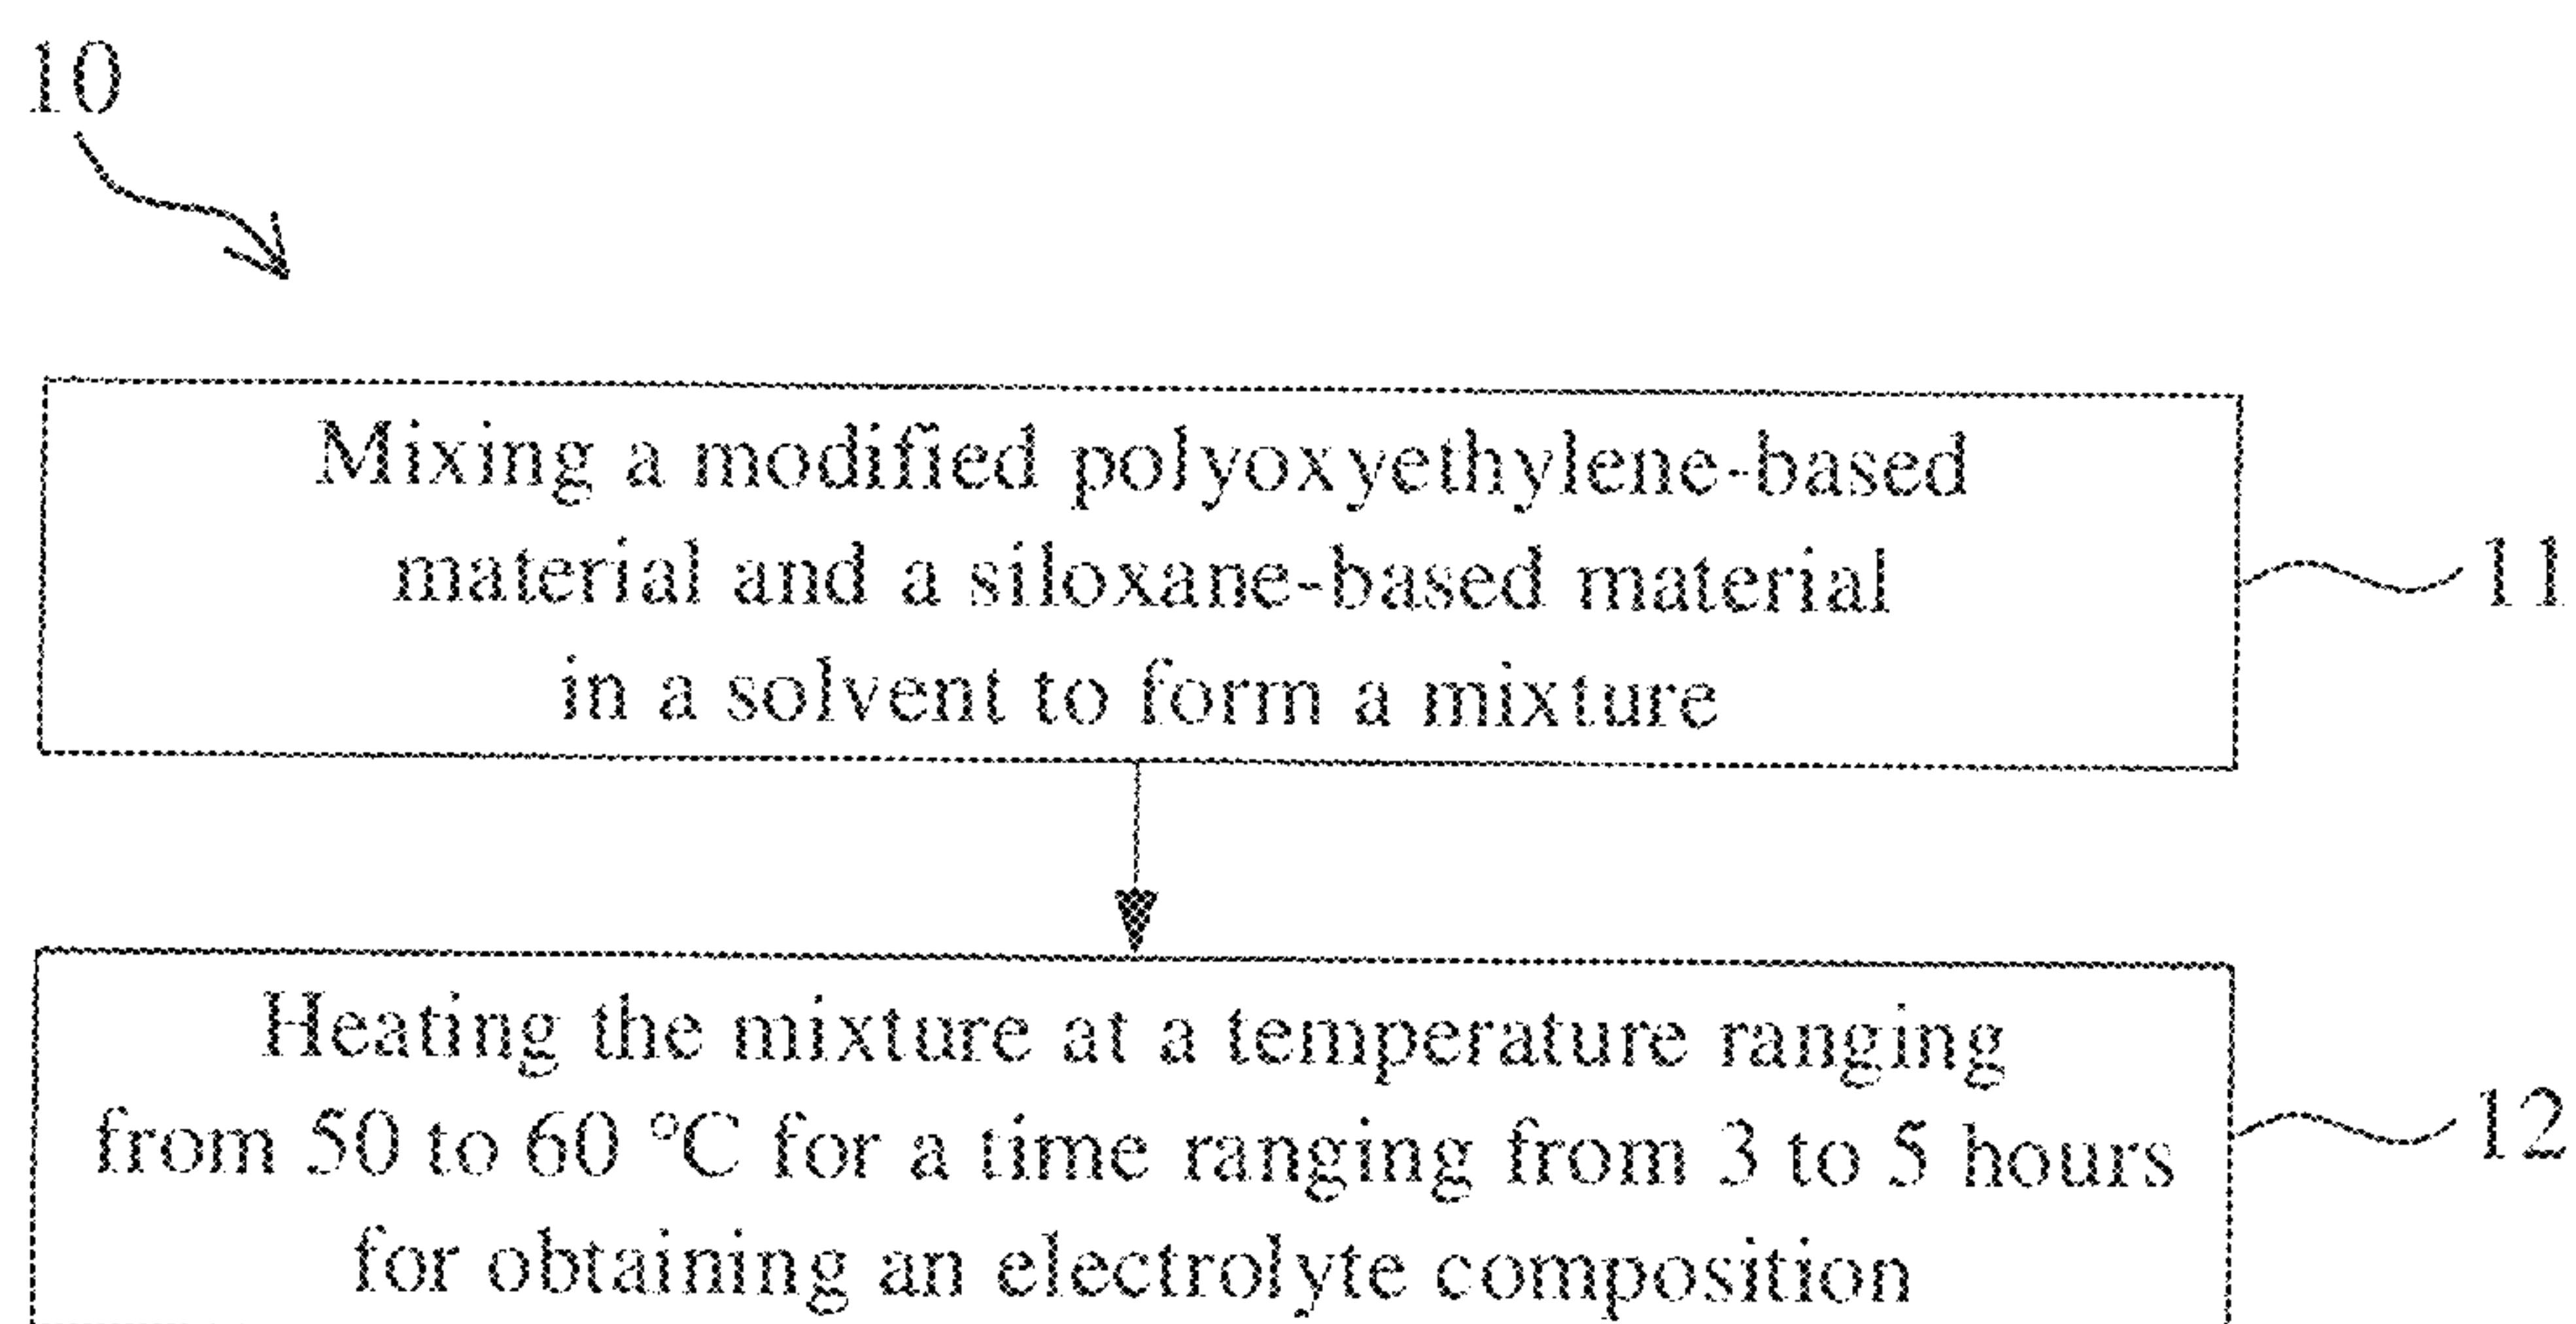 10
Mixing a modified polyoxyethylene-based
material and a siloxane-based material
in a solvent to form a mixture
11
Heating the mixture at a temperature ranging
from 50 to 60 °C for a time ranging from 3 to 5 hours
for obtaining an electrolyte composition
12